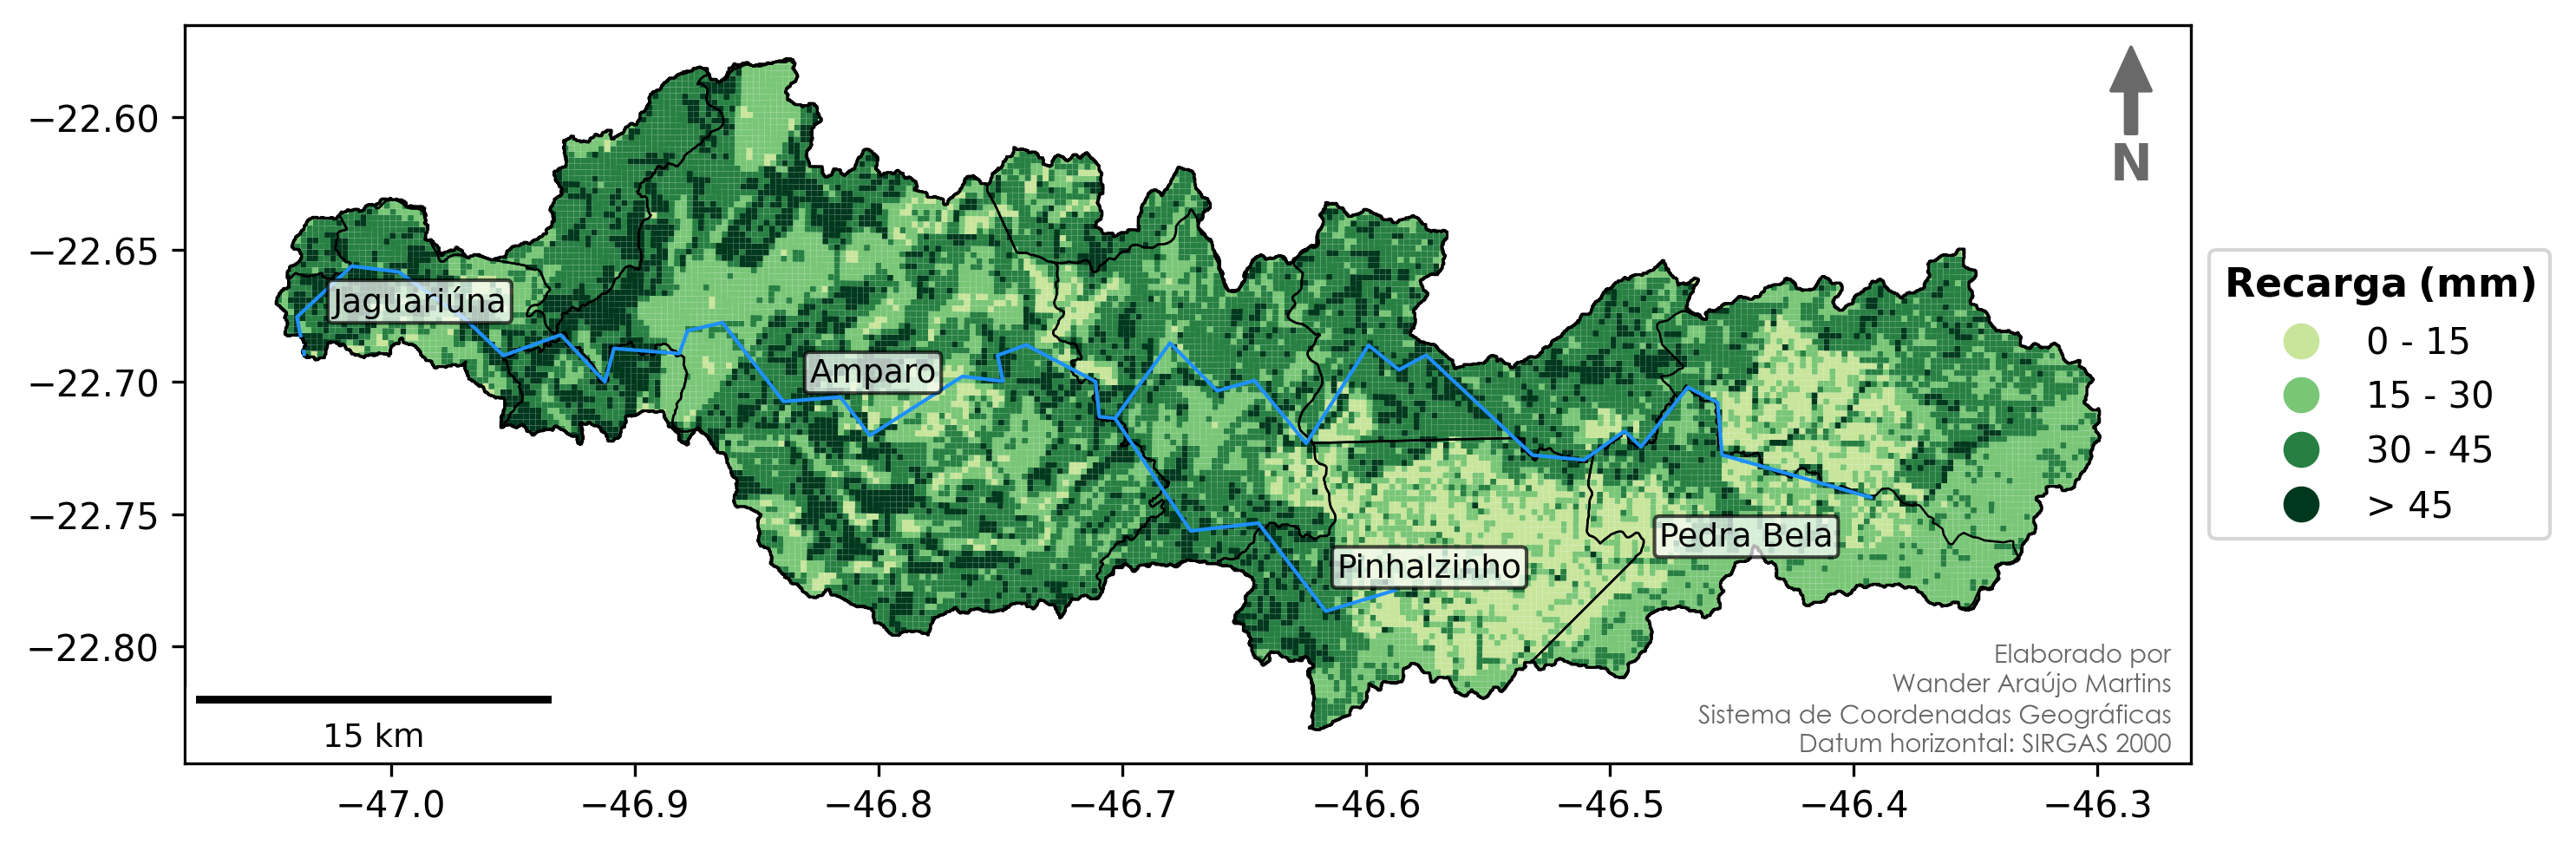 N
−22.60
−22.65
−22.70
−22.75
−22.80
Jaguariúna
Amparo
Pedra Bela
Pinhalzinho
15 km
Elaborado por
Wander Araújo Martins
Sistema de Coordenadas Geográficas
Datum horizontal: SIRGAS 2000
−47.0 −46.9 −46.8 −46.7 −46.6 −46.5 −46.4 −46.3
Recarga (mm)
0 - 15
15 - 30
30 - 45
> 45